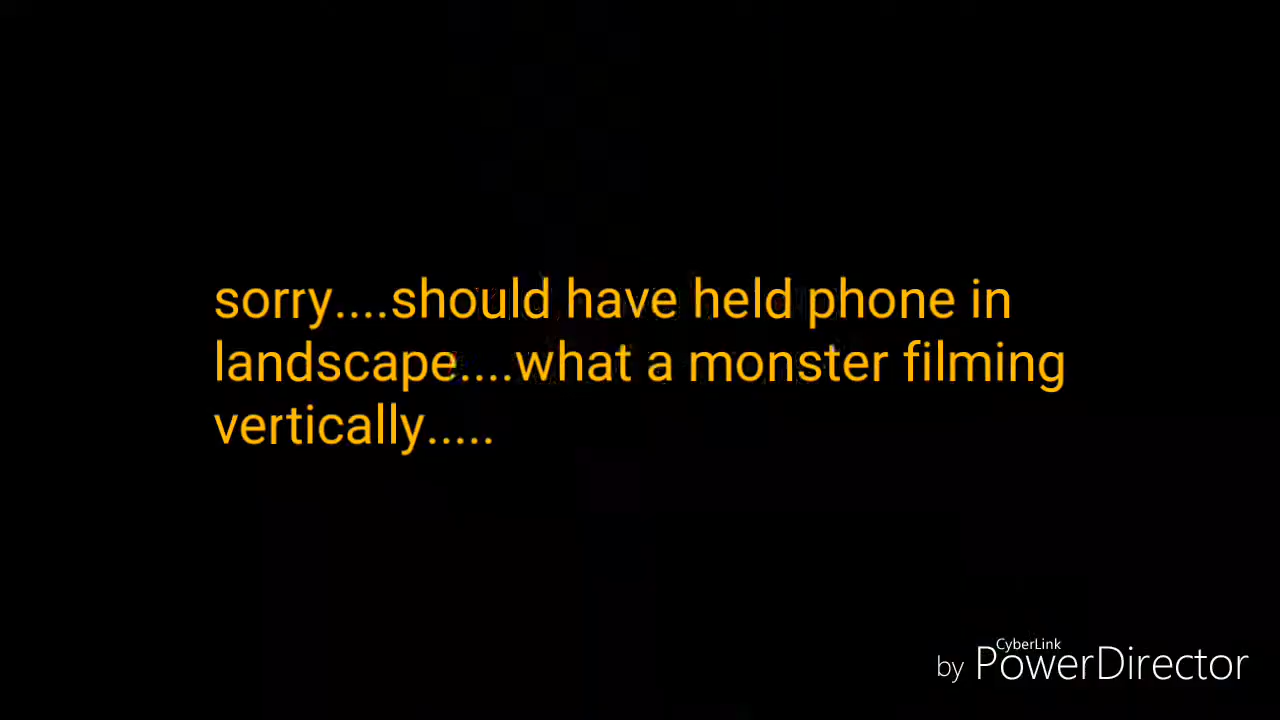 sorry....should have held phone in
landscape....what a monster filming
vertically.....
CyberLink
by PowerDirector